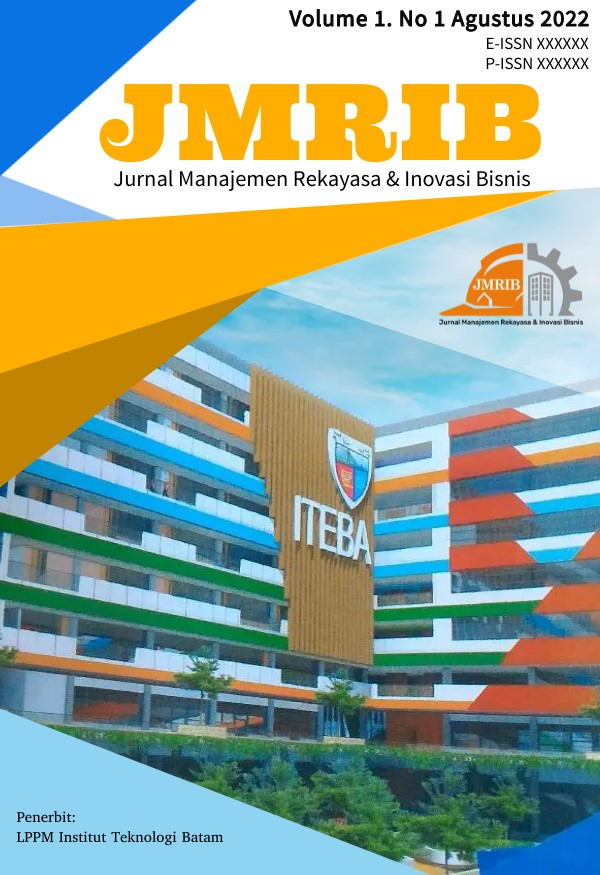 Volume 1. No 1 Agustus 2022
E-ISSN XXXXXX
P-ISSN XXXXXX
JMRIB
Jurnal Manajemen Rekayasa & Inovasi Bisnis
JMRIB
Jurnal Manajemen Rekayasa & Inovasi Bisnis
ITEBA
Penerbit:
LPPM Institut Teknologi Batam